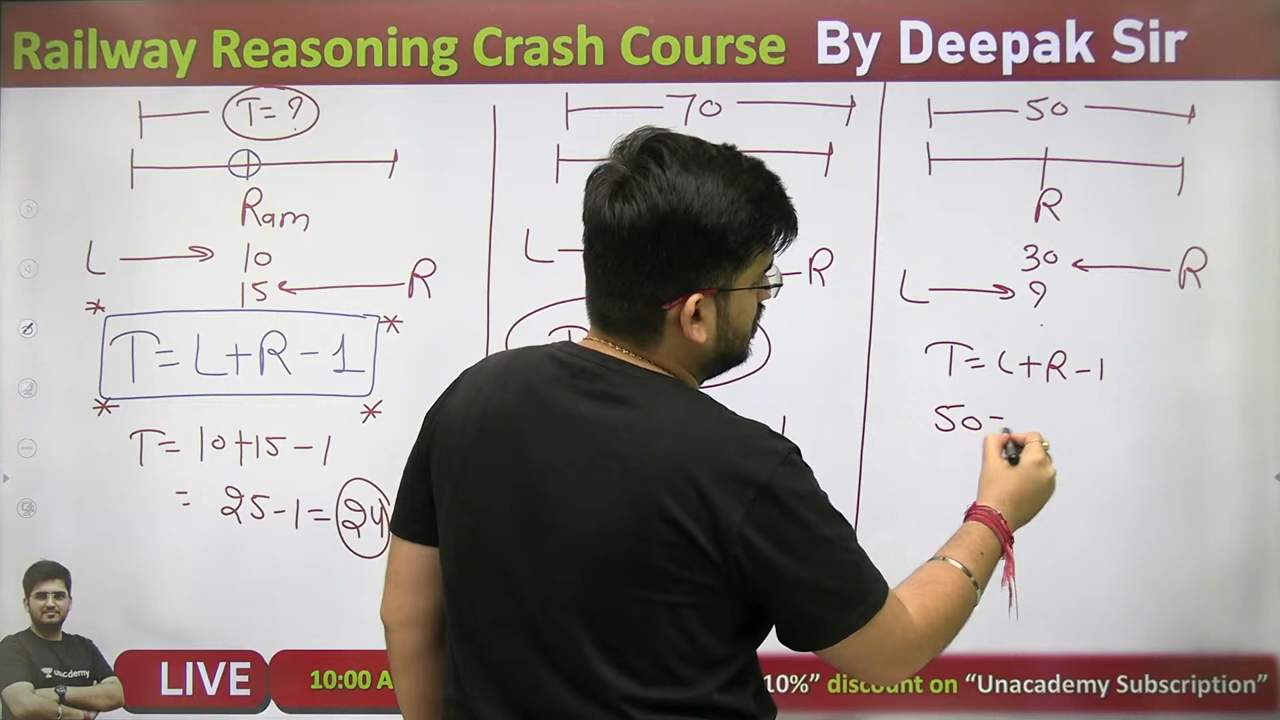 Railway Reasoning Crash Course By Deepak Sir
T=?
Ram
L 10
15 R
T=L+R-1
T=10+15-1
= 25-1=24
70
L
R
50
R
30 R
L ?
T=L+R-1
50=
unacademy
LIVE 10:00 A
10%" discount on "Unacademy Subscription"